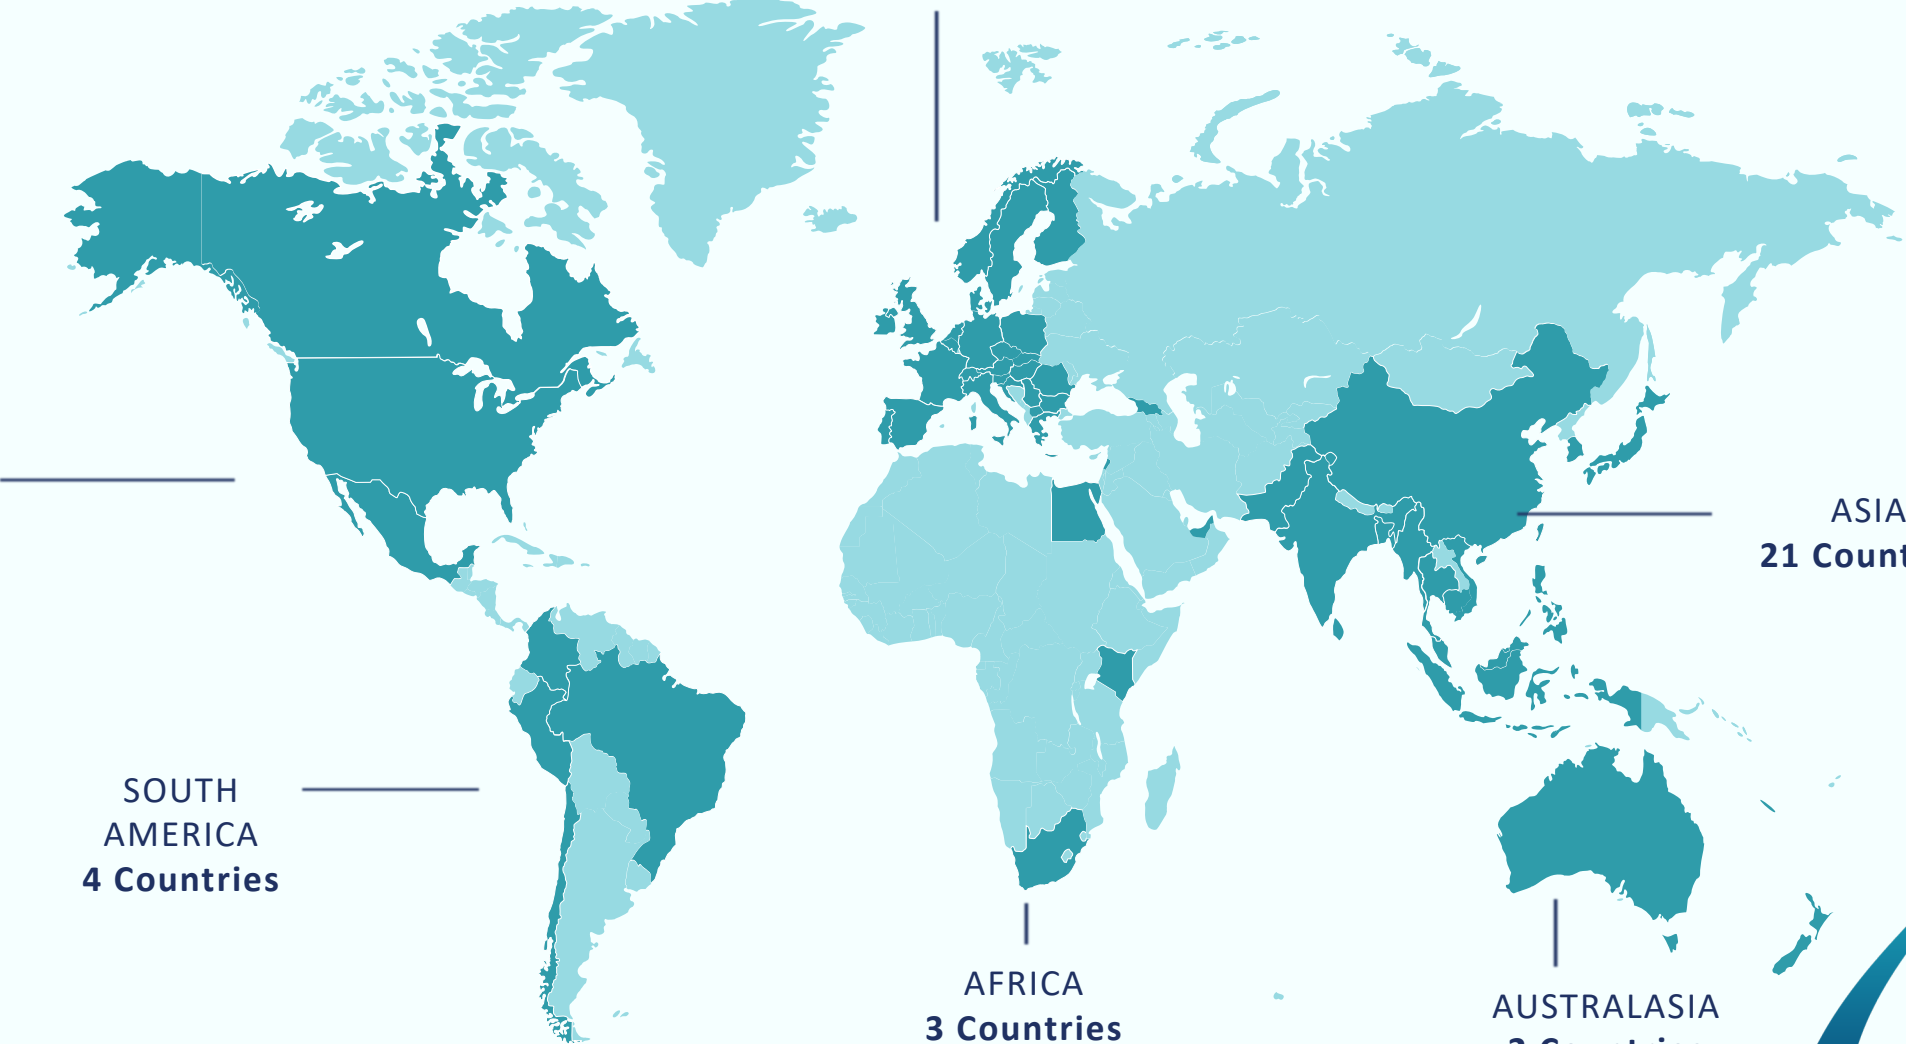 ASIA
21 Count
SOUTH
AMERICA
4 Countries
AFRICA
3 Countries
AUSTRALASIA